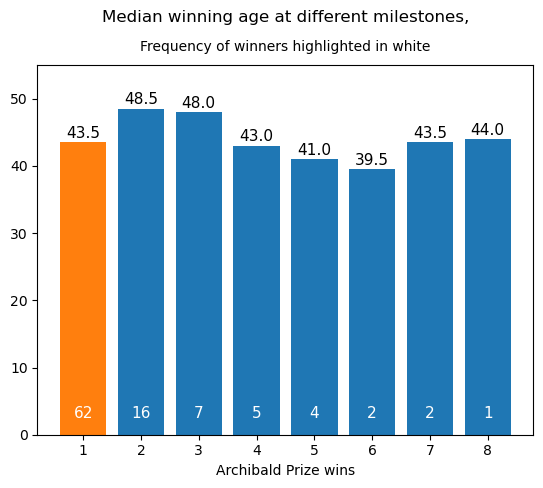 Median winning age at different milestones,
Frequency of winners highlighted in white
50
40
30
20
10
0
43.5 48.5 48.0 43.0 41.0 39.5 43.5 44.0
62 16 7 5 4 2 2 1
1 2 3 4 5 6 7 8
Archibald Prize wins